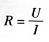 R = U/I